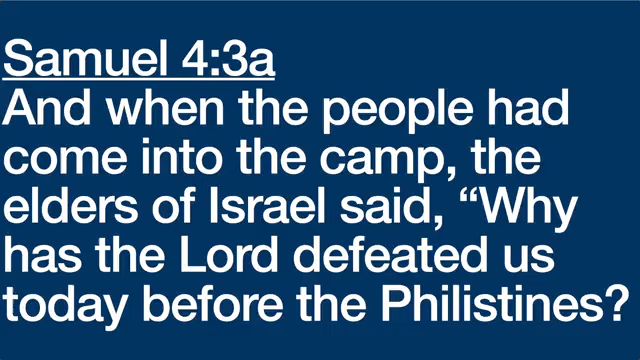 Samuel 4:3a
And when the people had
come into the camp, the
elders of Israel said, “Why
has the Lord defeated us
today before the Philistines?